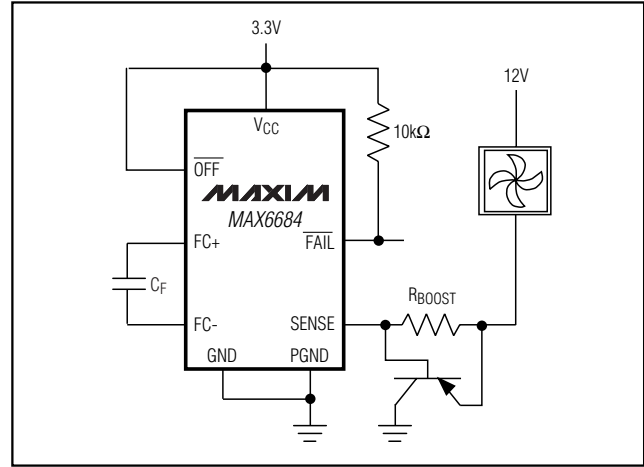 3.3V
12V
VCC
10kΩ
OFF
MAXIM
MAX6684
FC+
FAIL
CF
RBOOST
FC-
SENSE
GND
PGND